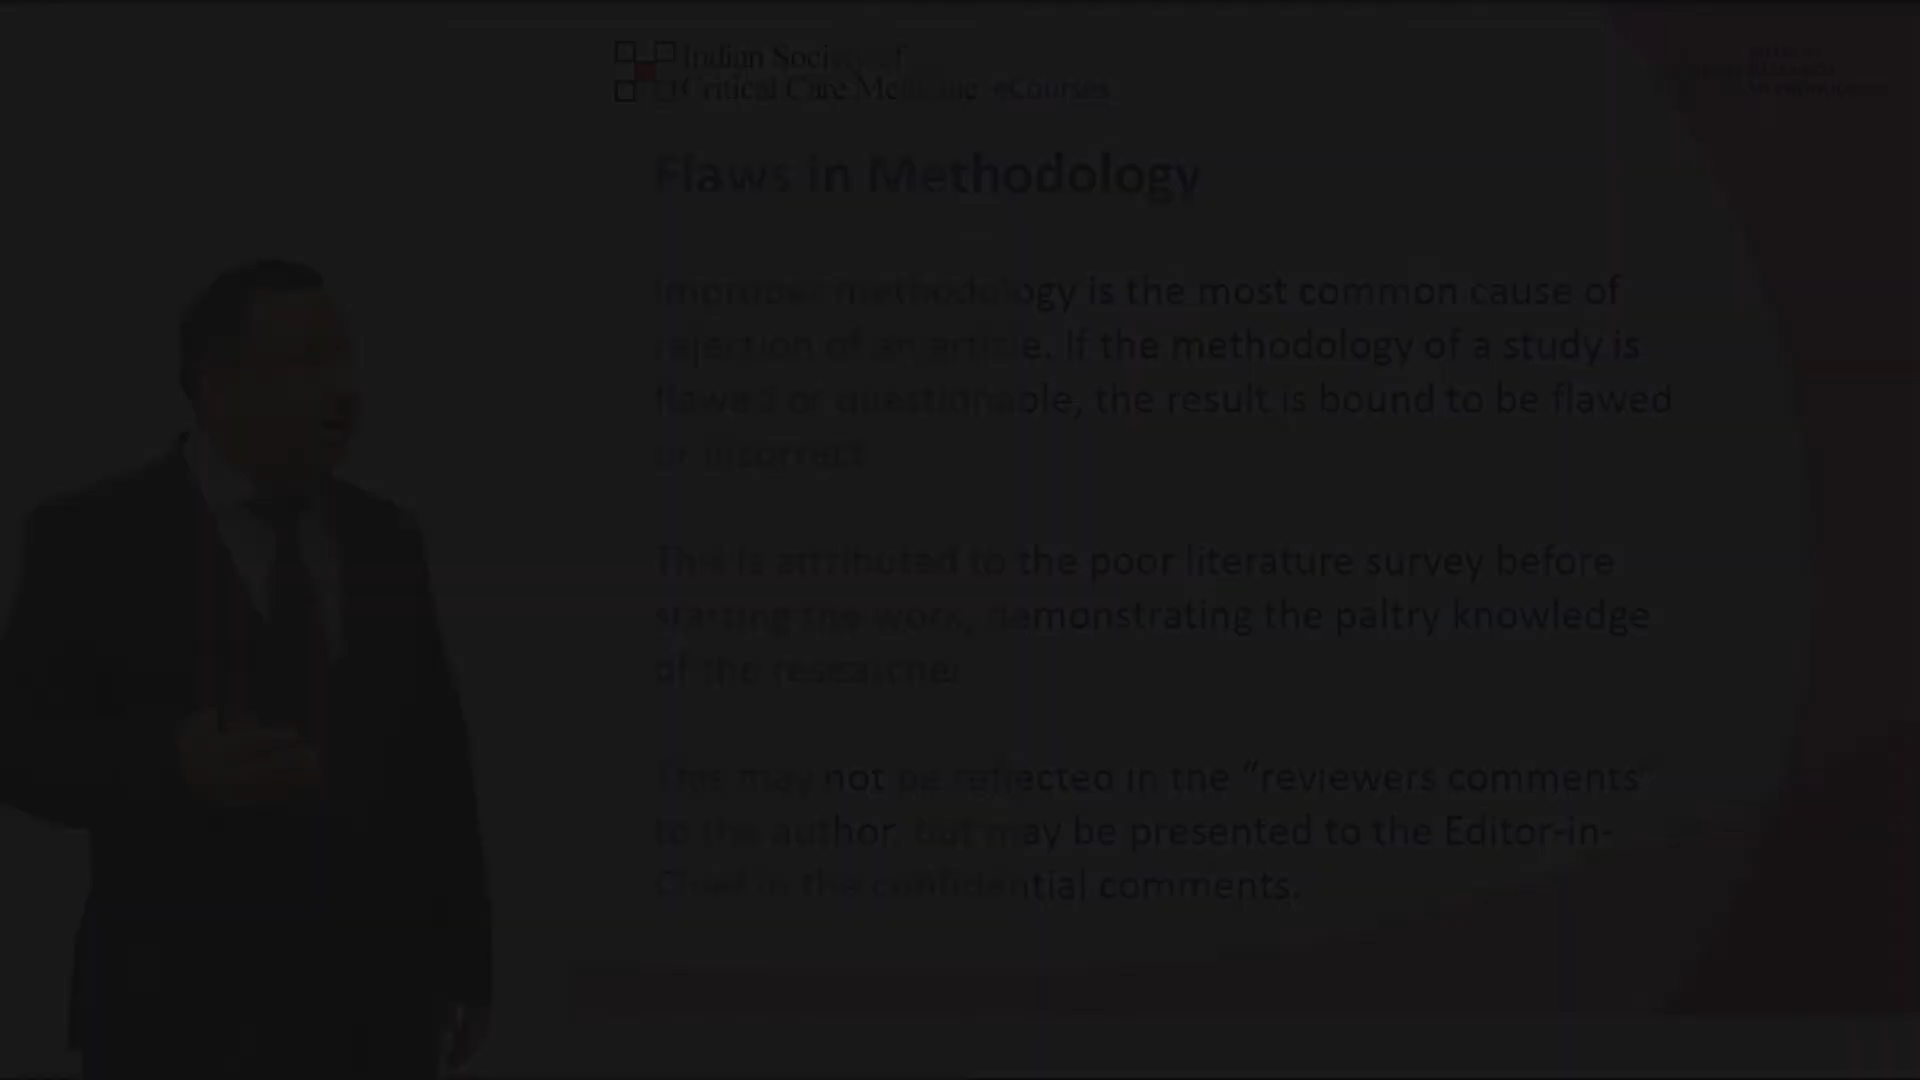 Indian Society of
Critical Care Medicine eCourses
Flaws in Methodology
Improper methodology is the most common cause of
rejection of an article. If the methodology of a study is
flawed or questionable, the result is bound to be flawed
or incorrect
This is attributed to the poor literature survey before
starting the work, demonstrating the paltry knowledge
of the researcher
This may not be reflected in the “reviewers comments”
to the author, but may be presented to the Editor-in-
Chief in the confidential comments.